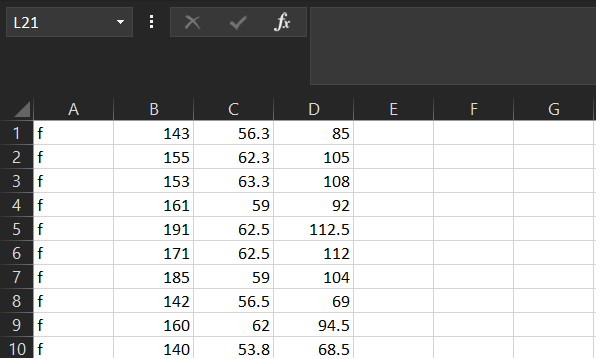 L21 fx
A B C D E F G
1 f 143 56.3 85
2 f 155 62.3 105
3 f 153 63.3 108
4 f 161 59 92
5 f 191 62.5 112.5
6 f 171 62.5 112
7 f 185 59 104
8 f 142 56.5 69
9 f 160 62 94.5
10 f 140 53.8 68.5